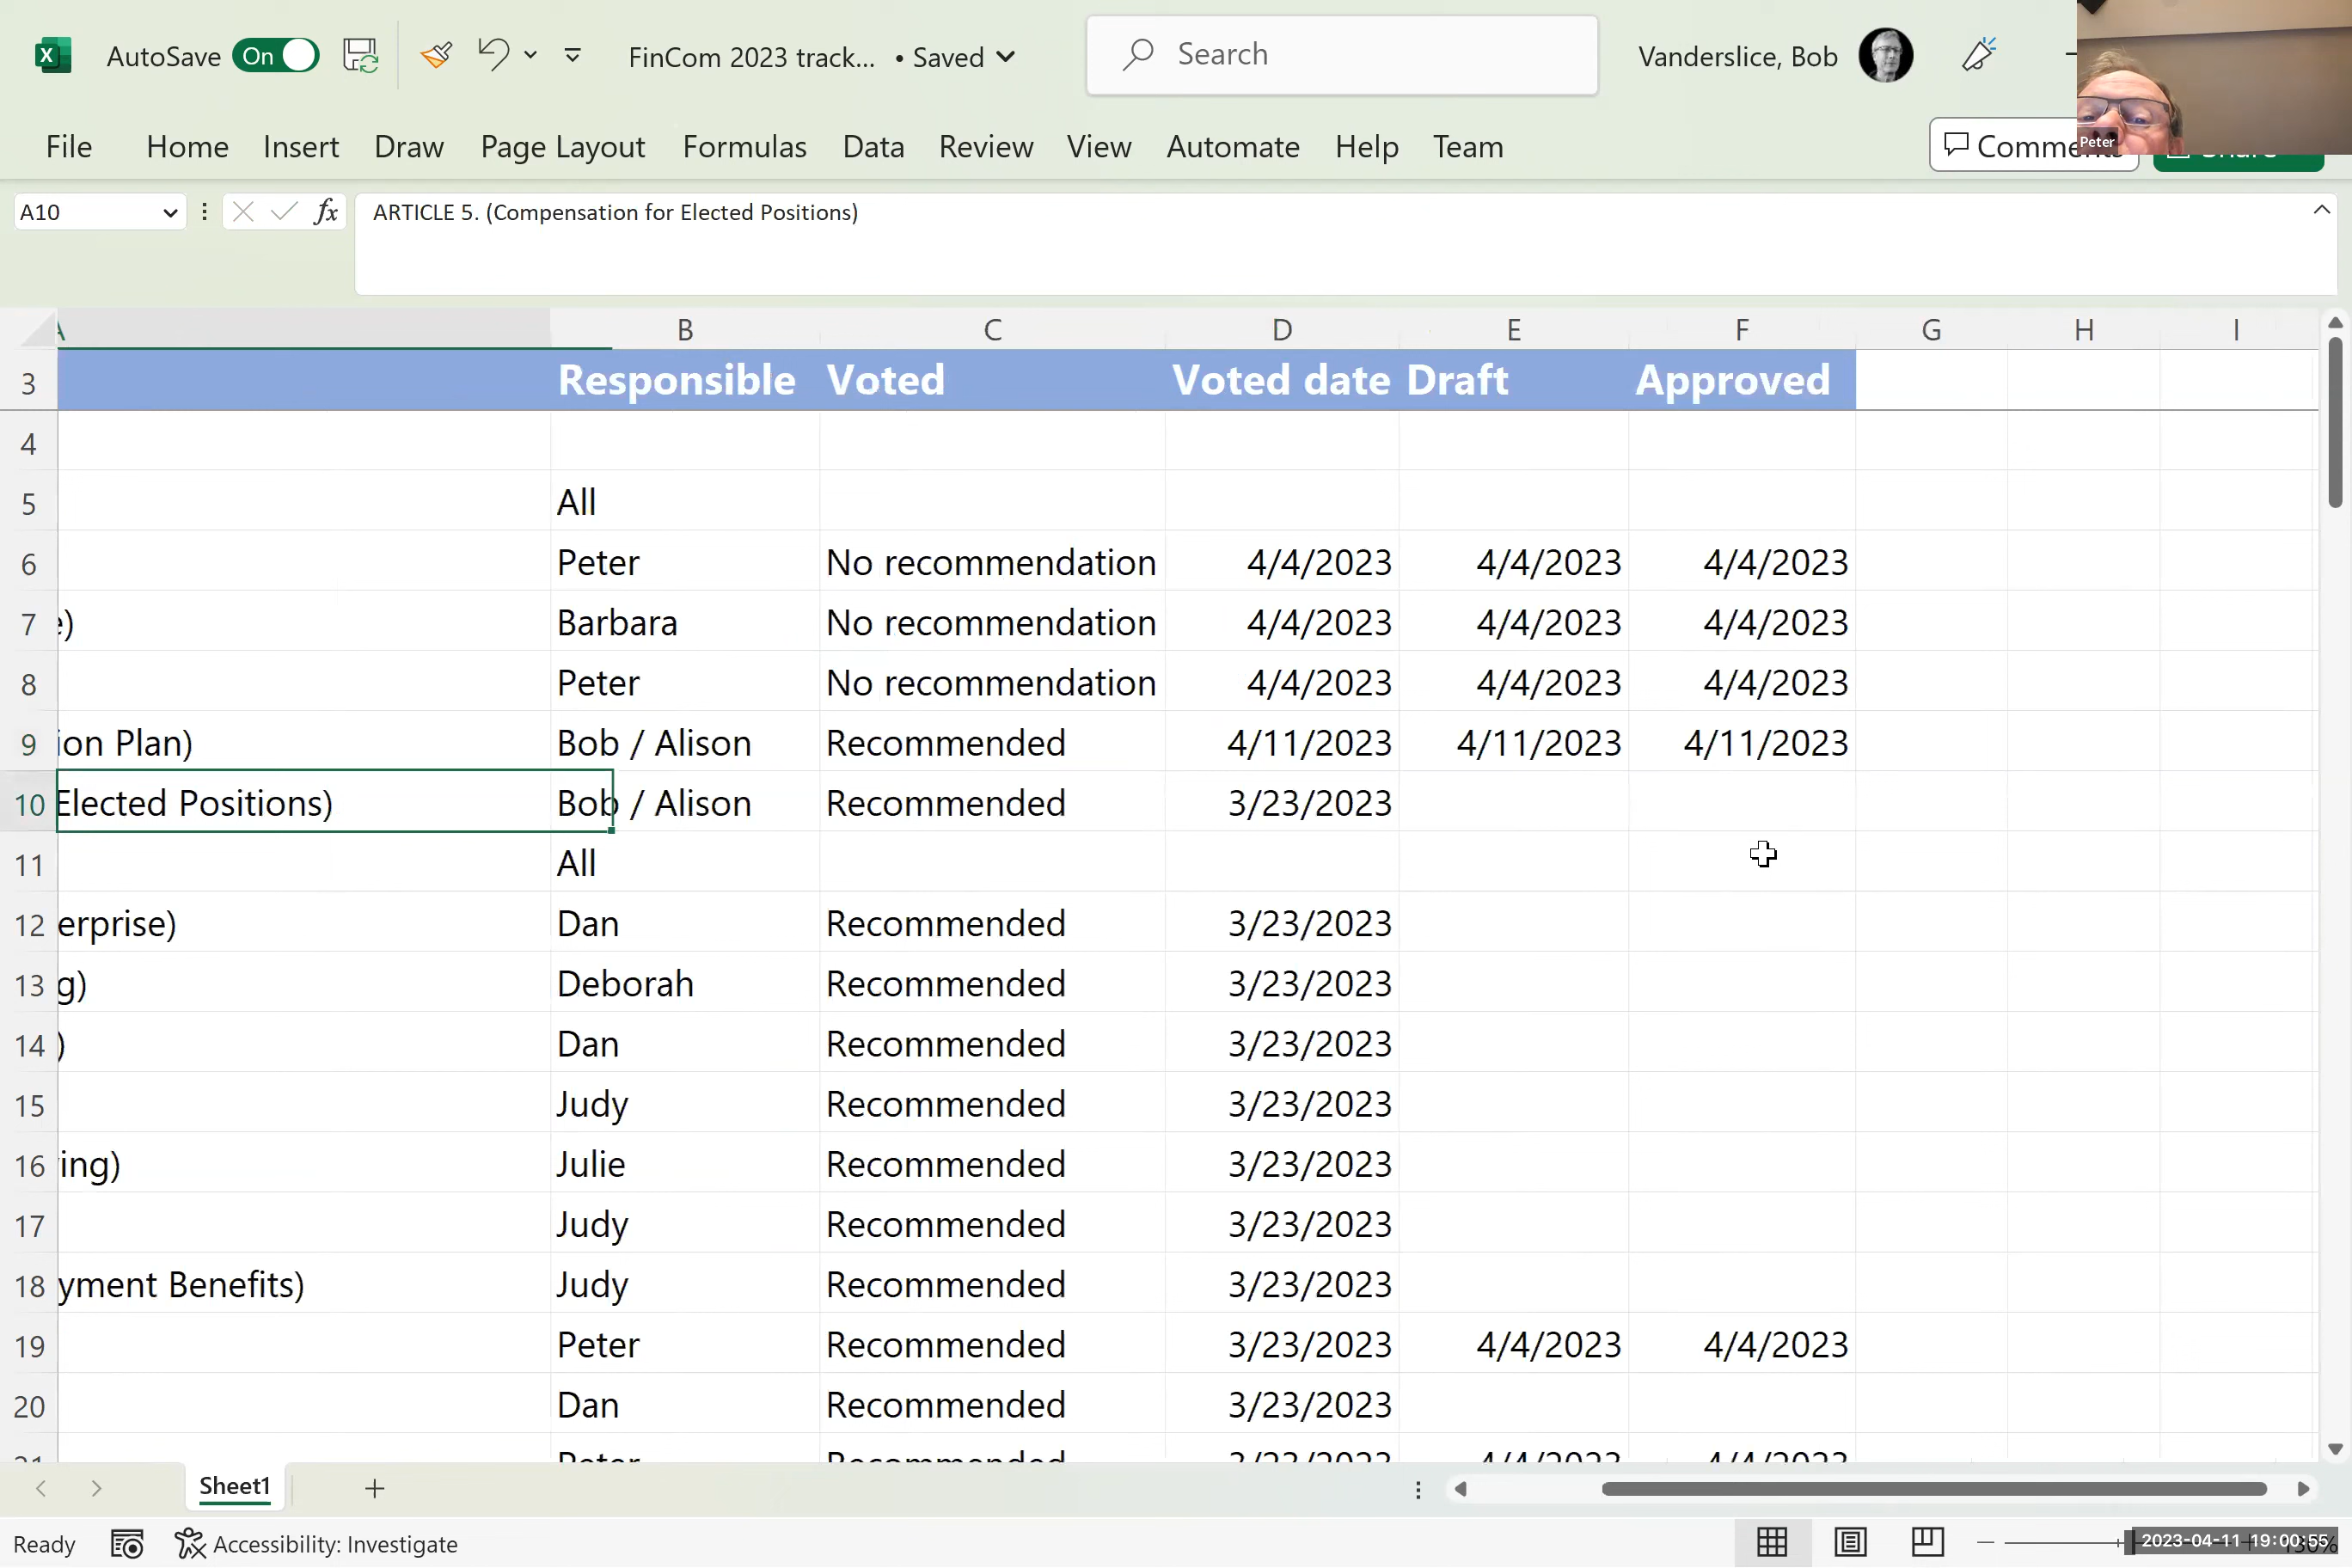 AutoSave On FinCom 2023 track... • Saved Search Vanderslice, Bob
File Home Insert Draw Page Layout Formulas Data Review View Automate Help Team
Peter
A10 fx ARTICLE 5. (Compensation for Elected Positions)
A B C D E F G H I
3 Responsible Voted Voted date Draft Approved
4
5 All
6 Peter No recommendation 4/4/2023 4/4/2023 4/4/2023
7 e) Barbara No recommendation 4/4/2023 4/4/2023 4/4/2023
8 Peter No recommendation 4/4/2023 4/4/2023 4/4/2023
9 ion Plan) Bob / Alison Recommended 4/11/2023 4/11/2023 4/11/2023
10 Elected Positions) Bob / Alison Recommended 3/23/2023
11 All
12 erprise) Dan Recommended 3/23/2023
13 g) Deborah Recommended 3/23/2023
14 ) Dan Recommended 3/23/2023
15 Judy Recommended 3/23/2023
16 ing) Julie Recommended 3/23/2023
17 Judy Recommended 3/23/2023
18 yment Benefits) Judy Recommended 3/23/2023
19 Peter Recommended 3/23/2023 4/4/2023 4/4/2023
20 Dan Recommended 3/23/2023
Sheet1
Ready Accessibility: Investigate 2023-04-11 19:00:55